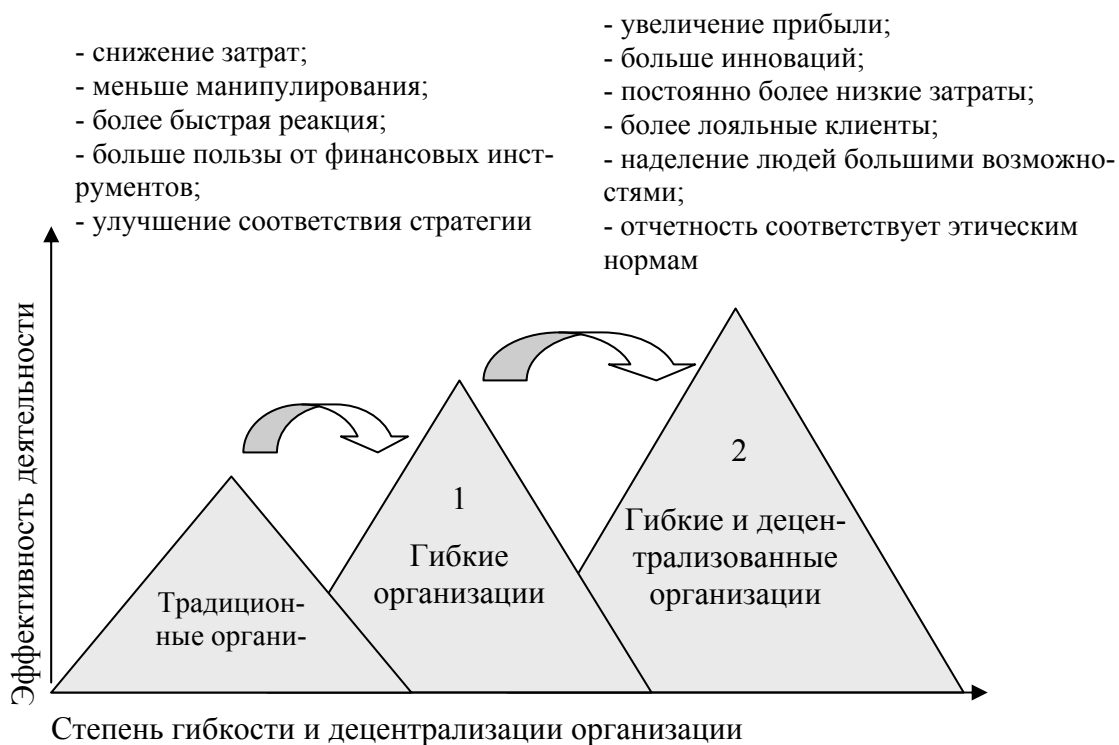 - снижение затрат;
- меньше манипулирования;
- более быстрая реакция;
- больше пользы от финансовых инст-
рументов;
- улучшение соответствия стратегии
- увеличение прибыли;
- больше инноваций;
- постоянно более низкие затраты;
- более лояльные клиенты;
- наделение людей большими возможно-
стями;
- отчетность соответствует этическим
нормам
Эффективность деятельности
Традицион-
ные органи-
1
Гибкие
организации
2
Гибкие и децен-
трализованные
организации
Степень гибкости и децентрализации организации